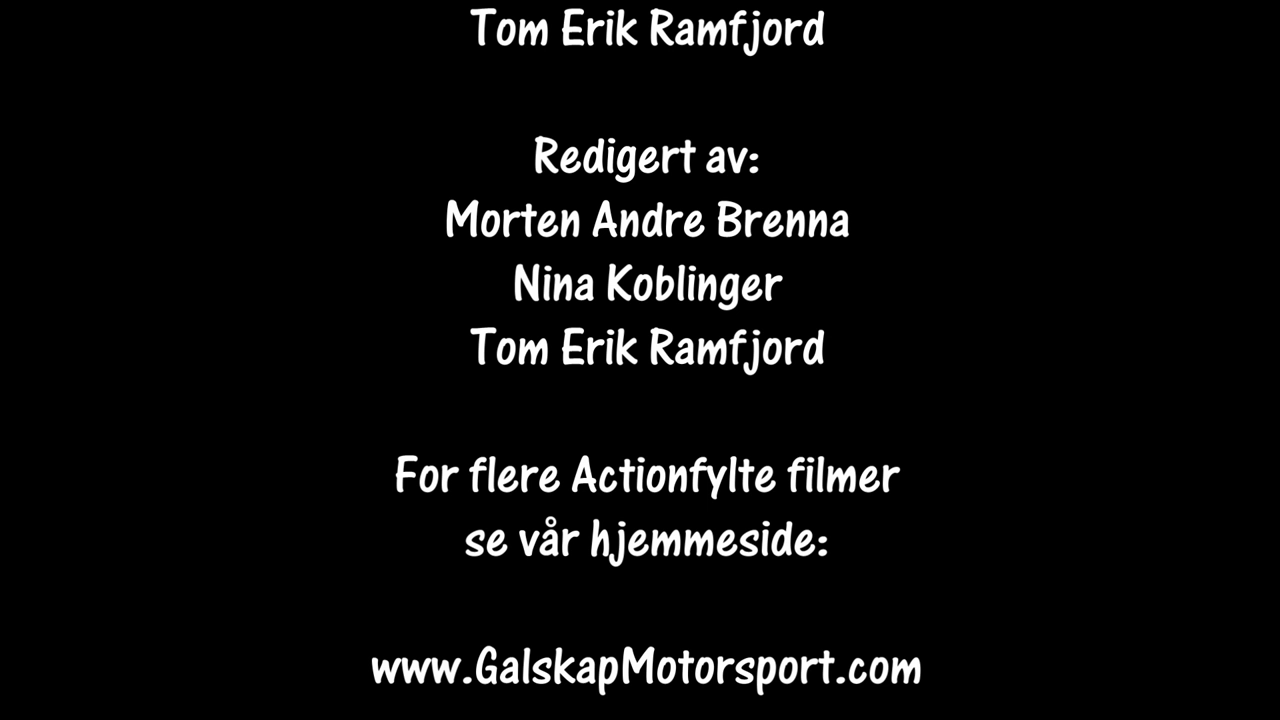 Tom Erik Ramfjord
Redigert av:
Morten Andre Brenna
Nina Koblinger
Tom Erik Ramfjord
For flere Actionfylte filmer
se vår hjemmeside:
www.GalskapMotorsport.com